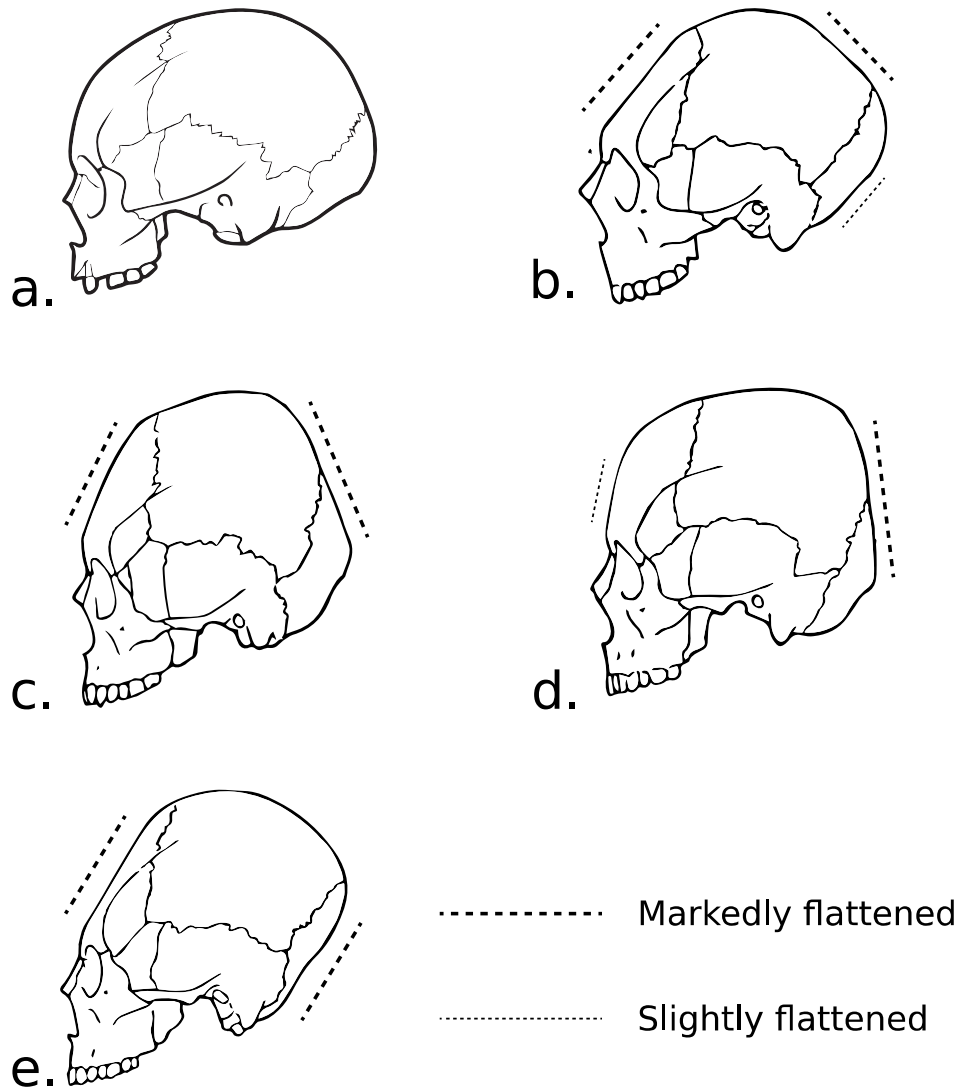 a.
b.
c.
d.
e.
Markedly flattened
Slightly flattened